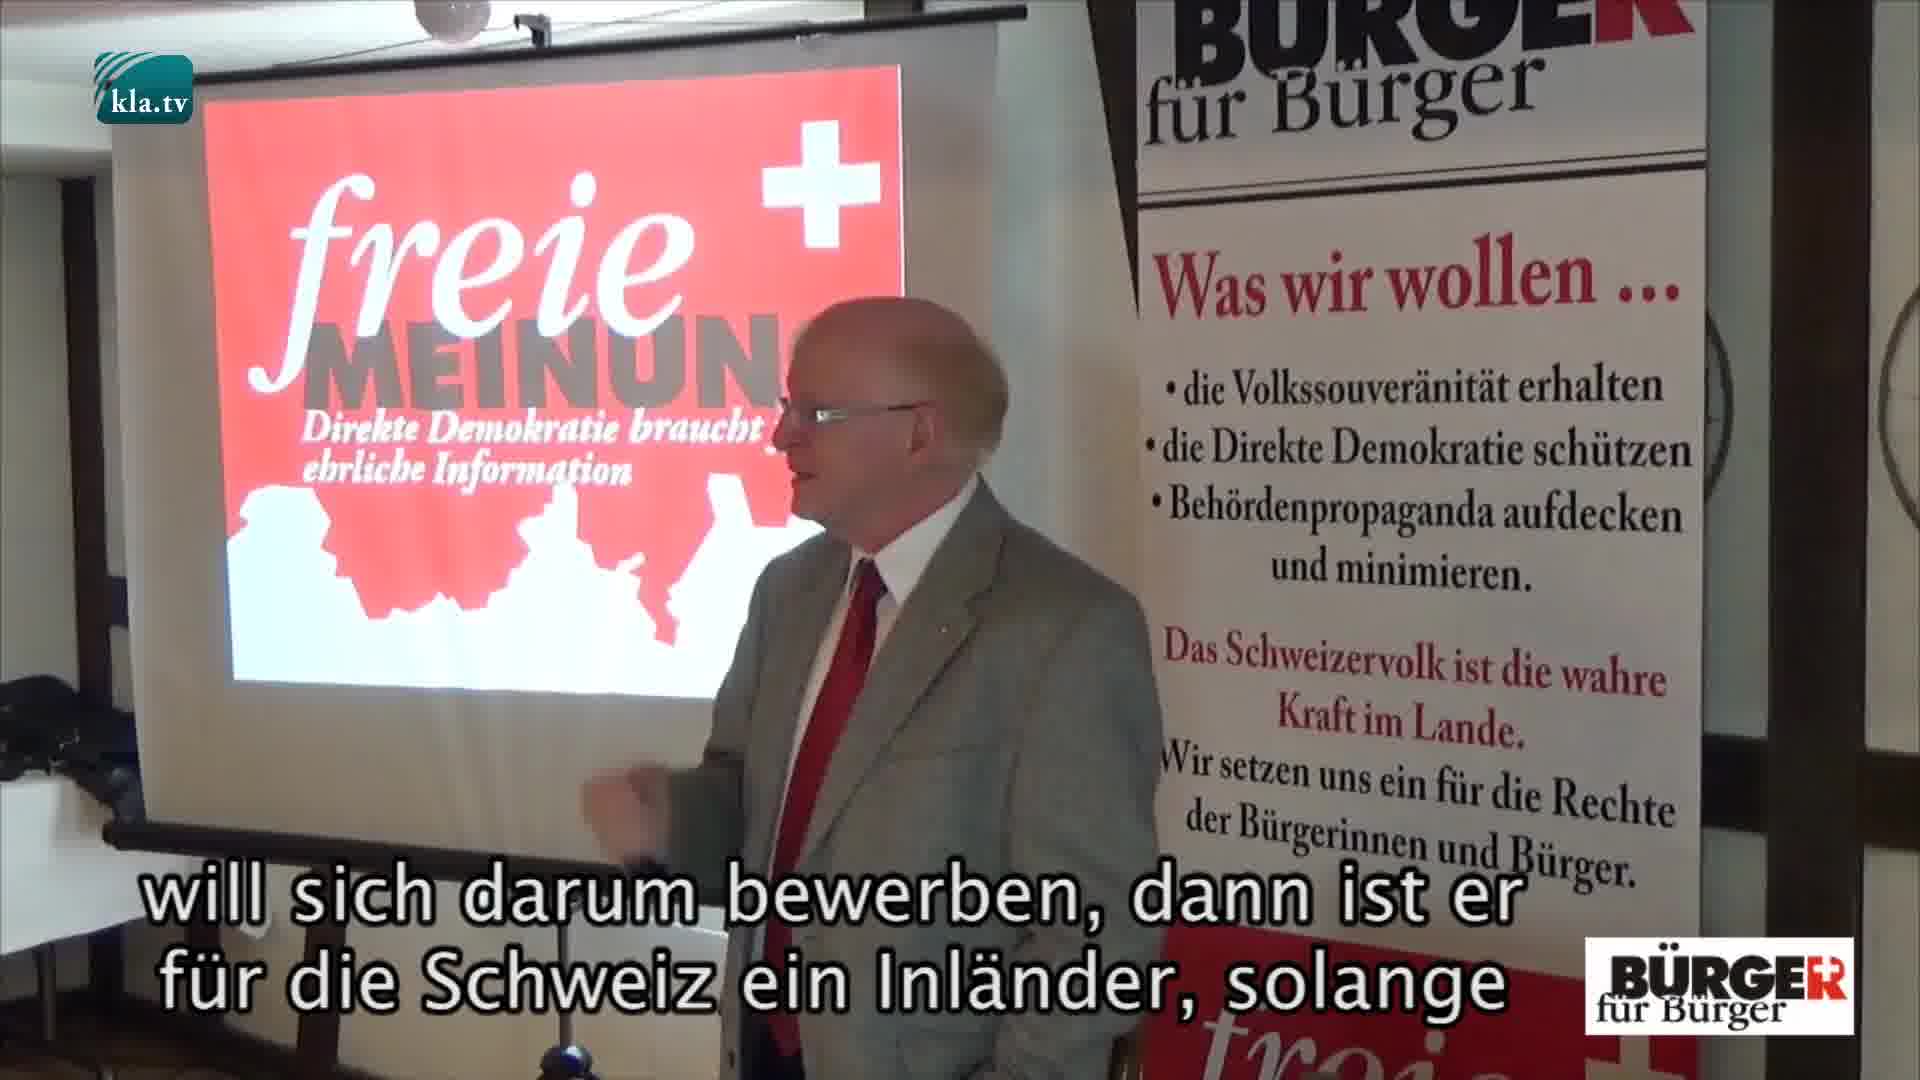 kla.tv
freie
MEINUN
Direkte Demokratie braucht
ehrliche Information
BÜRGER
für Bürger
Was wir wollen ...
• die Volkssouveränität erhalten
• die Direkte Demokratie schützen
• Behördenpropaganda aufdecken
und minimieren.
Das Schweizervolk ist die wahre
Kraft im Lande.
Wir setzen uns ein für die Rechte
der Bürgerinnen und Bürger.
freie
will sich darum bewerben, dann ist er
für die Schweiz ein Inländer, solange
BÜRGER
für Bürger